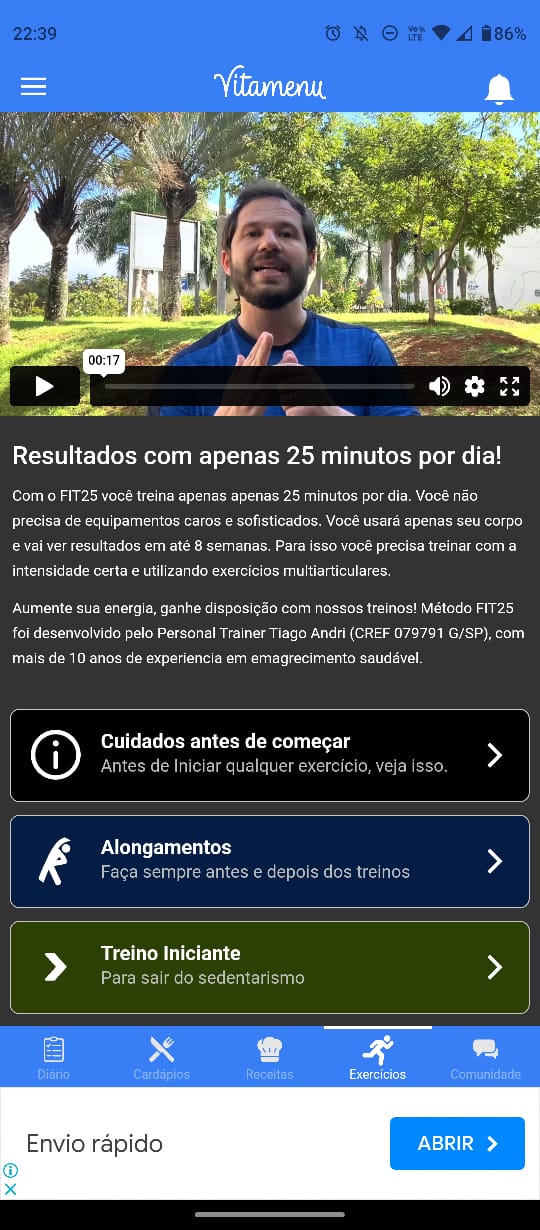 22:39
Vo))
LTE
86%
Vitamenu
00:17
Resultados com apenas 25 minutos por dia!
Com o FIT25 você treina apenas apenas 25 minutos por dia. Você não
precisa de equipamentos caros e sofisticados. Você usará apenas seu corpo
e vai ver resultados em até 8 semanas. Para isso você precisa treinar com a
intensidade certa e utilizando exercícios multiarticulares.
Aumente sua energia, ganhe disposição com nossos treinos! Método FIT25
foi desenvolvido pelo Personal Trainer Tiago Andri (CREF 079791 G/SP), com
mais de 10 anos de experiencia em emagrecimento saudável.
Cuidados antes de começar
Antes de Iniciar qualquer exercício, veja isso.
Alongamentos
Faça sempre antes e depois dos treinos
Treino Iniciante
Para sair do sedentarismo
Diário
Cardápios
Receitas
Exercícios
Comunidade
Envio rápido
ABRIR